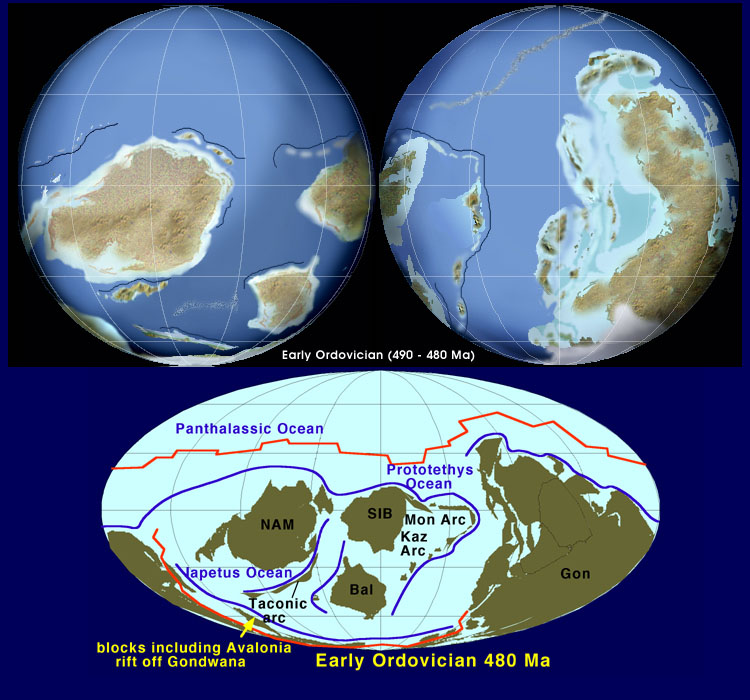 Early Ordovician (490 - 480 Ma)
Panthalassic Ocean
Prototethys
Ocean
NAM
SIB
Mon Arc
Kaz
Arc
Iapetus Ocean
Bal
Gon
Taconic
arc
blocks including Avalonia
rift off Gondwana
Early Ordovician 480 Ma